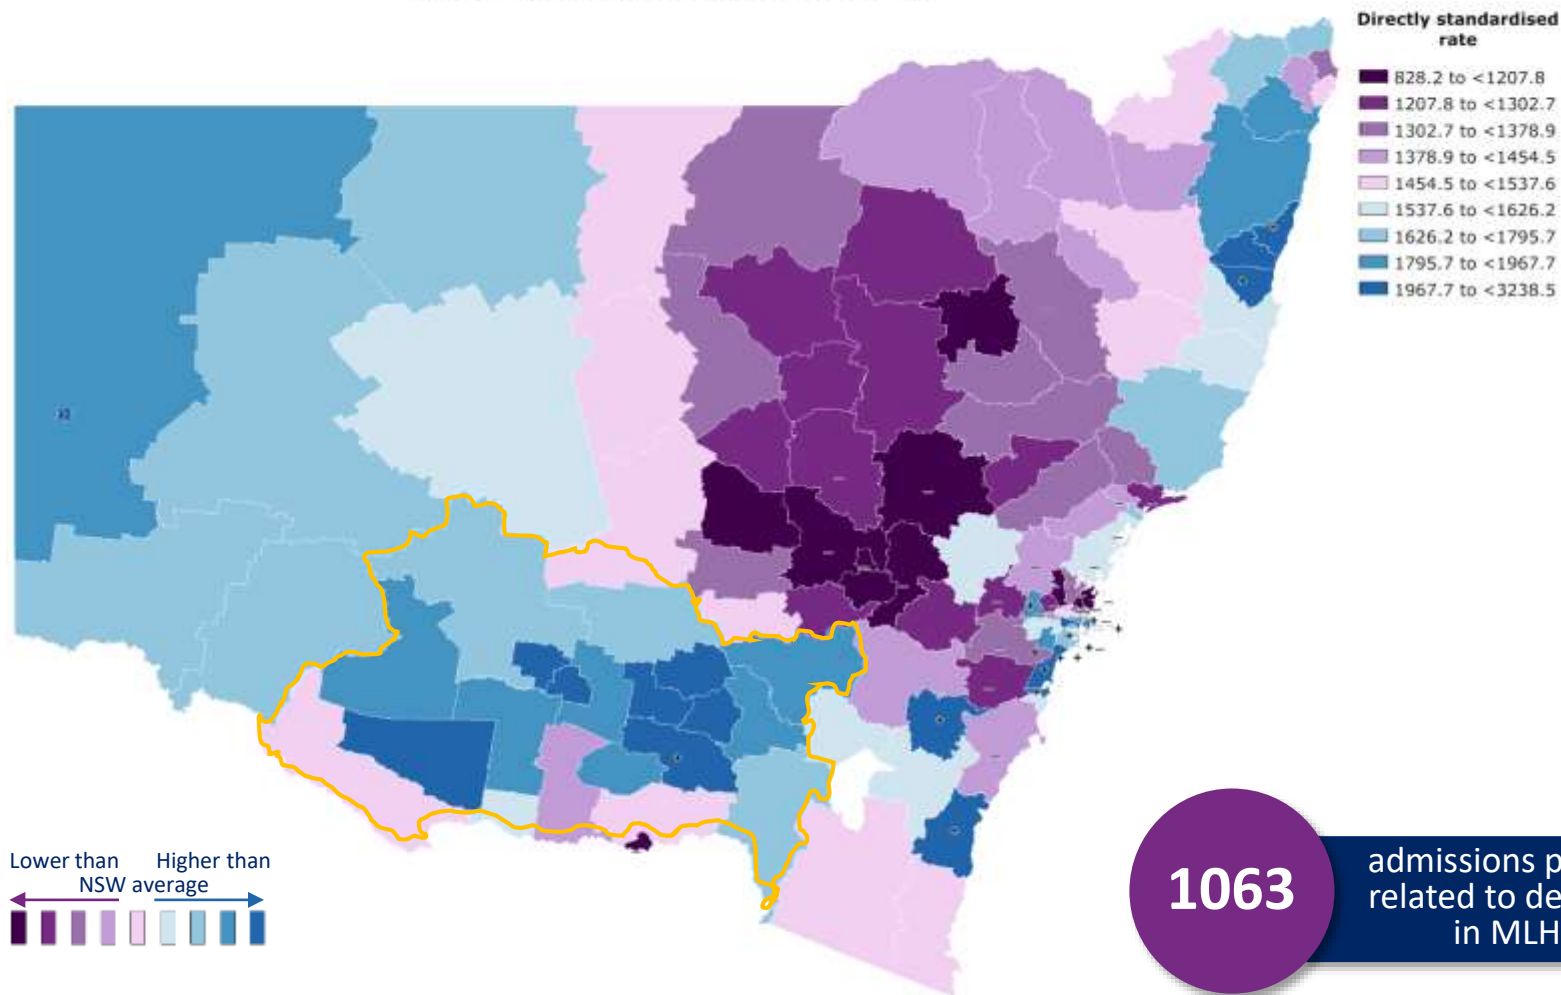 Directly standardised
rate
828.2 to <1207.8
1207.8 to <1302.7
1302.7 to <1378.9
1378.9 to <1454.5
1454.5 to <1537.6
1537.6 to <1626.2
1626.2 to <1795.7
1795.7 to <1967.7
1967.7 to <3238.5
Lower than Higher than
NSW average
1063
admissions p
related to de
in MLH